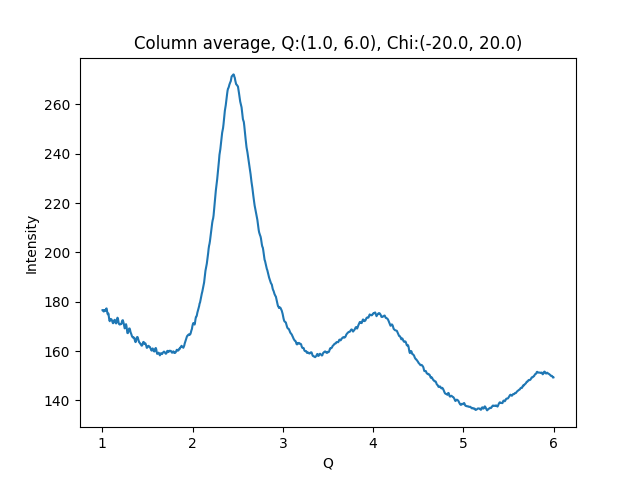 Column average, Q:(1.0, 6.0), Chi:(-20.0, 20.0)
Intensity
260
240
220
200
180
160
140
1 2 3 4 5 6
Q